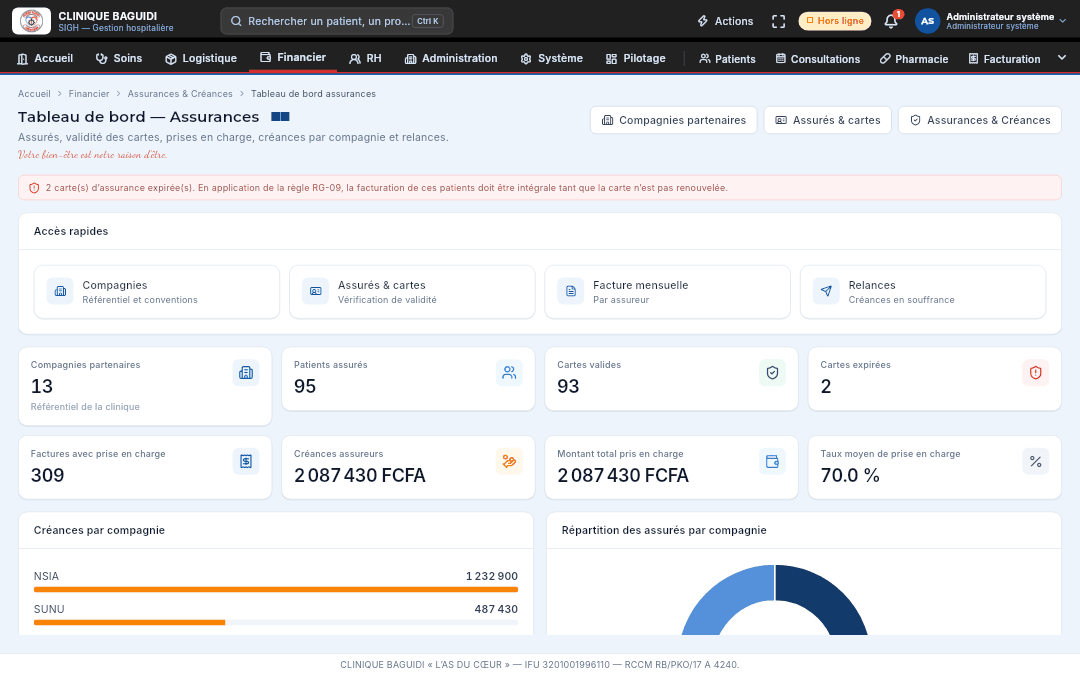 CLINIQUE BAGUIDI
SIGH — Gestion hospitalière
Rechercher un patient, un pro... Ctrl K
Actions
Hors ligne
1
AS
Administrateur système
Administrateur système
Accueil Soins Logistique Financier RH Administration Système Pilotage Patients Consultations Pharmacie Facturation
Accueil > Financier > Assurances & Créances > Tableau de bord assurances
Tableau de bord — Assurances
Assurés, validité des cartes, prises en charge, créances par compagnie et relances.
Votre bien-être est notre raison d'être.
Compagnies partenaires
Assurés & cartes
Assurances & Créances
2 carte(s) d'assurance expirée(s). En application de la règle RG-09, la facturation de ces patients doit être intégrale tant que la carte n'est pas renouvelée.
Accès rapides
Compagnies
Référentiel et conventions
Assurés & cartes
Vérification de validité
Facture mensuelle
Par assureur
Relances
Créances en souffrance
Compagnies partenaires
13
Référentiel de la clinique
Patients assurés
95
Cartes valides
93
Cartes expirées
2
Factures avec prise en charge
309
Créances assureurs
2 087 430 FCFA
Montant total pris en charge
2 087 430 FCFA
Taux moyen de prise en charge
70.0 %
Créances par compagnie
NSIA 1 232 900
SUNU 487 430
Répartition des assurés par compagnie
CLINIQUE BAGUIDI « L'AS DU CŒUR » — IFU 3201001996110 — RCCM RB/PKO/17 A 4240.